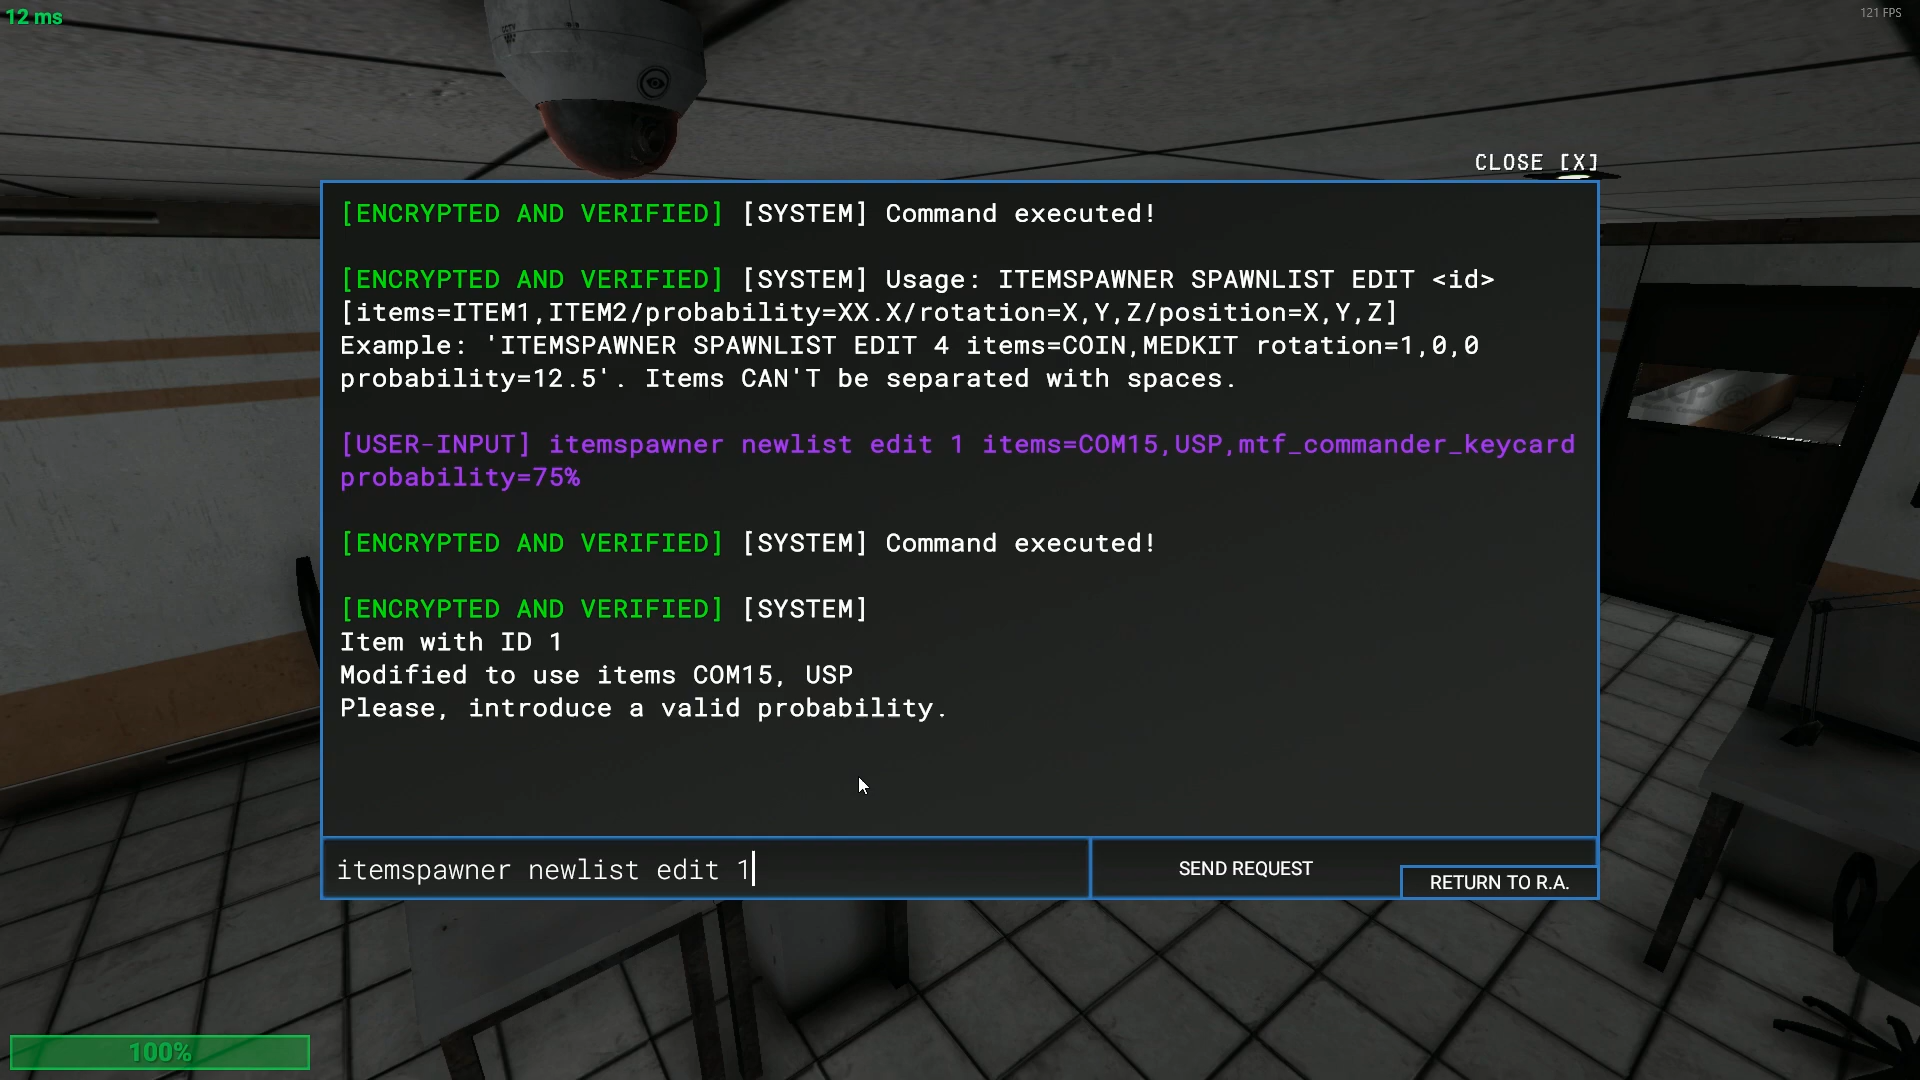 12 ms
121 FPS
CLOSE [X]
[ENCRYPTED AND VERIFIED] [SYSTEM] Command executed!
[ENCRYPTED AND VERIFIED] [SYSTEM] Usage: ITEMSPAWNER SPAWNLIST EDIT <id>
[items=ITEM1,ITEM2/probability=XX.X/rotation=X,Y,Z/position=X,Y,Z]
Example: 'ITEMSPAWNER SPAWNLIST EDIT 4 items=COIN,MEDKIT rotation=1,0,0
probability=12.5'. Items CAN'T be separated with spaces.
[USER-INPUT] itemspawner newlist edit 1 items=COM15,USP,mtf_commander_keycard
probability=75%
[ENCRYPTED AND VERIFIED] [SYSTEM] Command executed!
[ENCRYPTED AND VERIFIED] [SYSTEM]
Item with ID 1
Modified to use items COM15, USP
Please, introduce a valid probability.
itemspawner newlist edit 1
SEND REQUEST
RETURN TO R.A.
100%